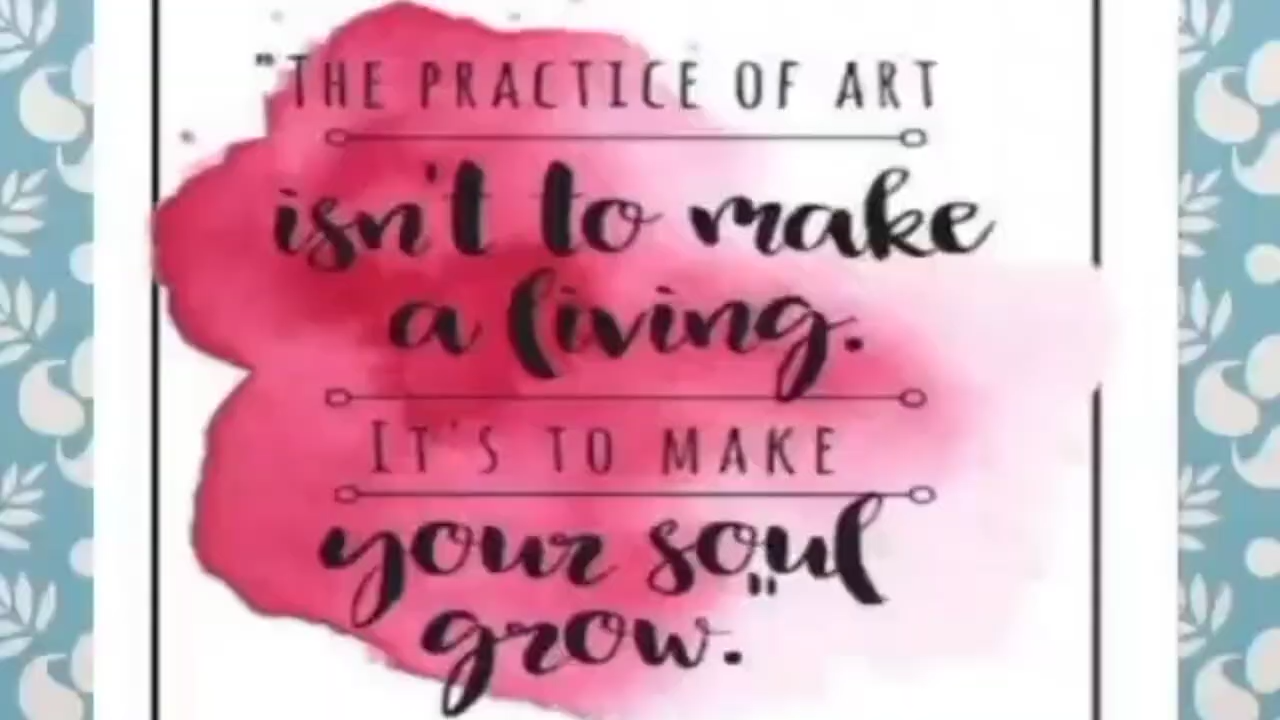 "THE PRACTICE OF ART
isn't to make
a living.
IT'S TO MAKE
your soul
grow."